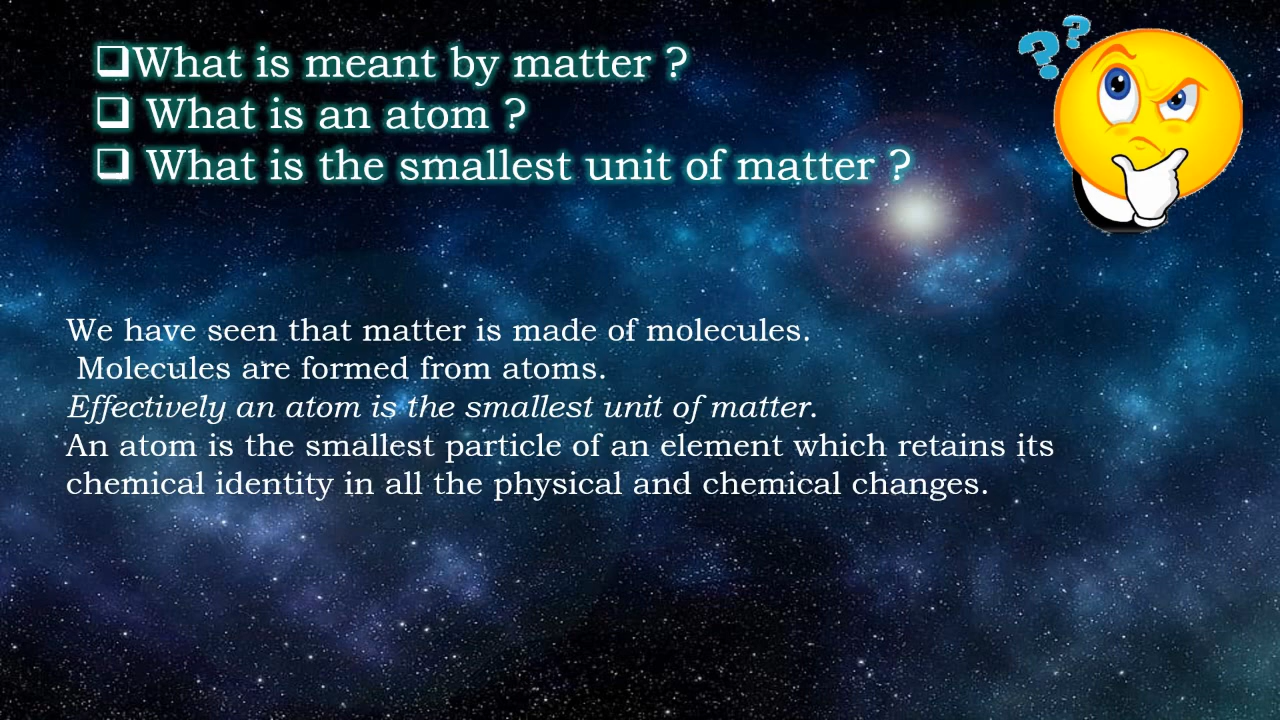 ❑What is meant by matter ?
❑ What is an atom ?
❑ What is the smallest unit of matter ?
??
We have seen that matter is made of molecules.
Molecules are formed from atoms.
Effectively an atom is the smallest unit of matter.
An atom is the smallest particle of an element which retains its
chemical identity in all the physical and chemical changes.